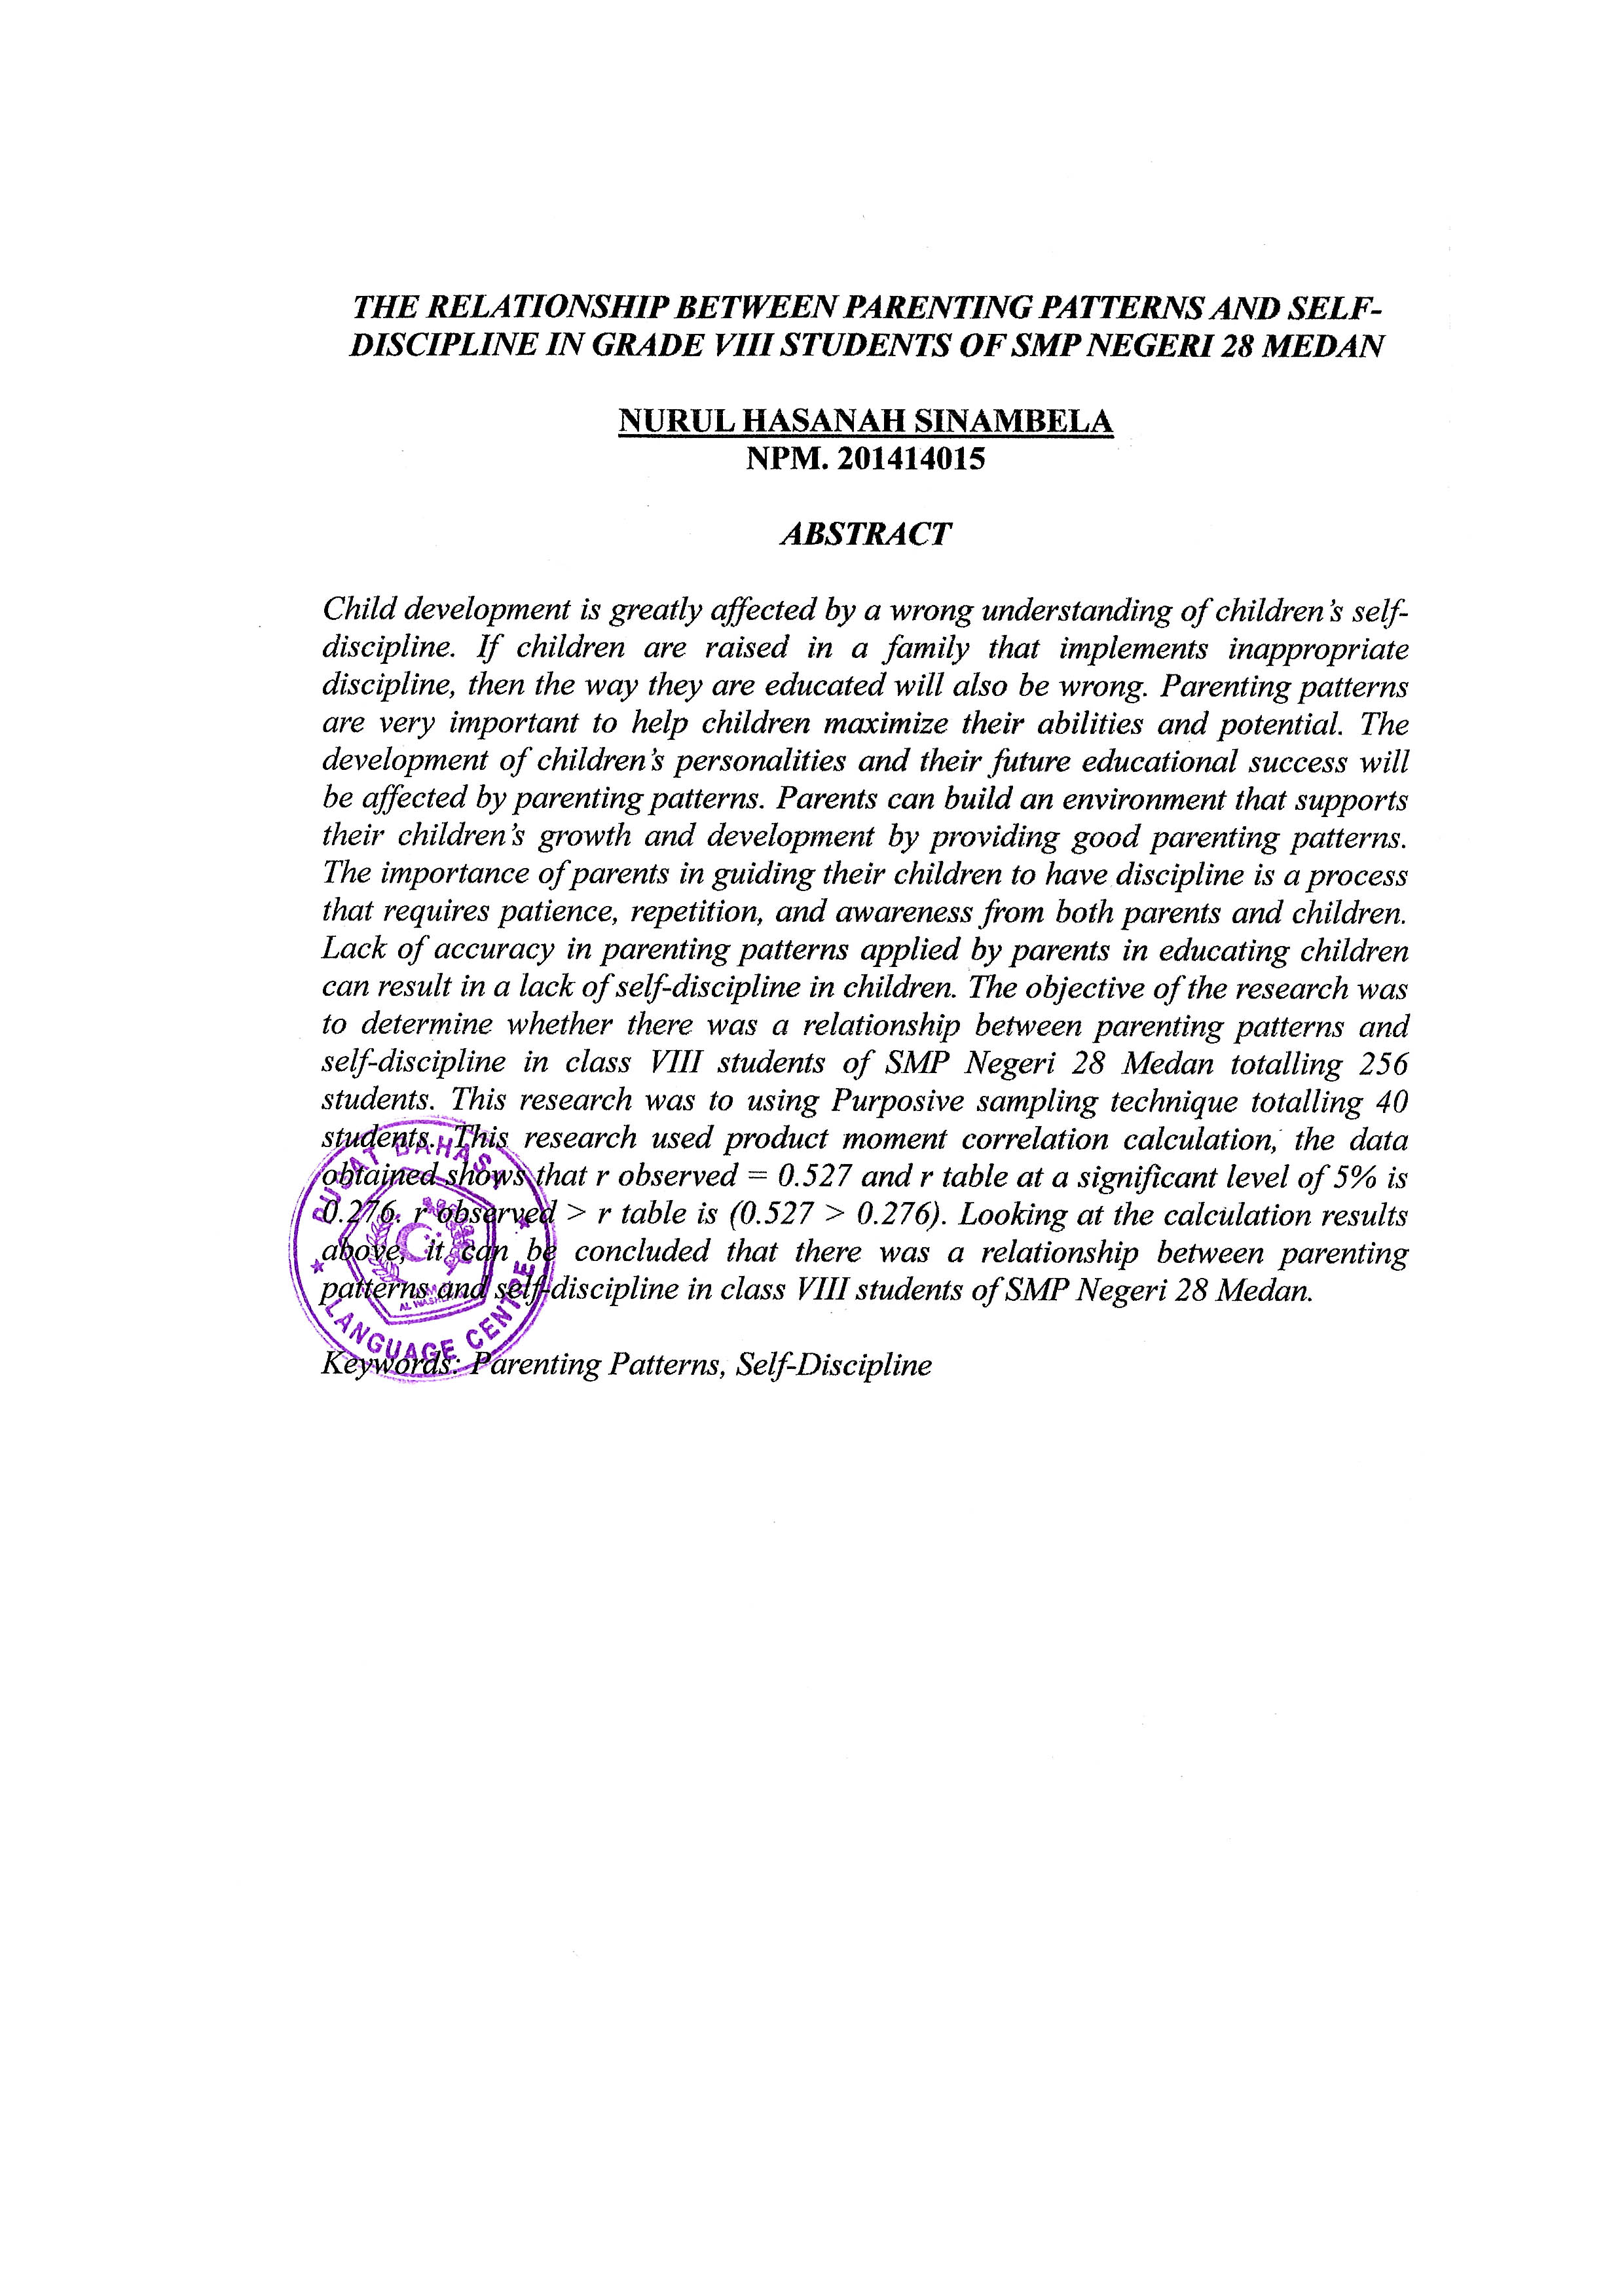 THE RELATIONSHIP BETWEEN PARENTING PATTERNS AND SELF-
DISCIPLINE IN GRADE VIII STUDENTS OF SMP NEGERI 28 MEDAN
NURUL HASANAH SINAMBELA
NPM. 201414015
ABSTRACT
Child development is greatly affected by a wrong understanding of children's self-
discipline. If children are raised in a family that implements inappropriate
discipline, then the way they are educated will also be wrong. Parenting patterns
are very important to help children maximize their abilities and potential. The
development of children's personalities and their future educational success will
be affected by parenting patterns. Parents can build an environment that supports
their children's growth and development by providing good parenting patterns.
The importance of parents in guiding their children to have discipline is a process
that requires patience, repetition, and awareness from both parents and children.
Lack of accuracy in parenting patterns applied by parents in educating children
can result in a lack of self-discipline in children. The objective of the research was
to determine whether there was a relationship between parenting patterns and
self-discipline in class VIII students of SMP Negeri 28 Medan totalling 256
students. This research was to using Purposive sampling technique totalling 40
students. This research used product moment correlation calculation, the data
obtained shows that r observed = 0.527 and r table at a significant level of 5% is
0.276. r observed > r table is (0.527 > 0.276). Looking at the calculation results
above, it can be concluded that there was a relationship between parenting
patterns and self-discipline in class VIII students of SMP Negeri 28 Medan.
Keywords: Parenting Patterns, Self-Discipline
PUSAT BAHASA
LANGUAGE CENTRE